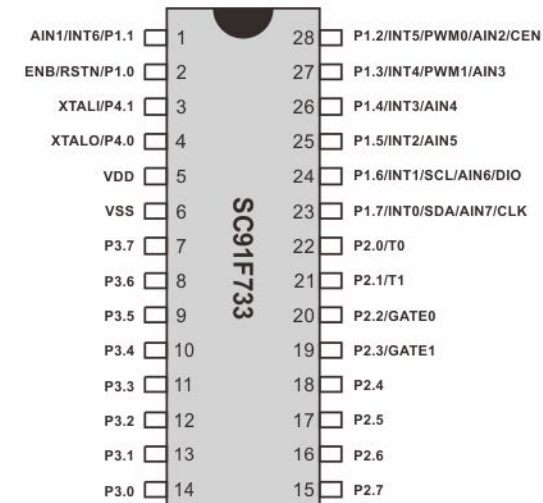 AIN1/INT6/P1.1 1 28 P1.2/INT5/PWM0/AIN2/CEN
ENB/RSTN/P1.0 2 27 P1.3/INT4/PWM1/AIN3
XTALI/P4.1 3 26 P1.4/INT3/AIN4
XTALO/P4.0 4 25 P1.5/INT2/AIN5
VDD 5 24 P1.6/INT1/SCL/AIN6/DIO
VSS 6 23 P1.7/INT0/SDA/AIN7/CLK
P3.7 7 22 P2.0/T0
P3.6 8 21 P2.1/T1
P3.5 9 20 P2.2/GATE0
P3.4 10 19 P2.3/GATE1
P3.3 11 18 P2.4
P3.2 12 17 P2.5
P3.1 13 16 P2.6
P3.0 14 15 P2.7
SC91F733